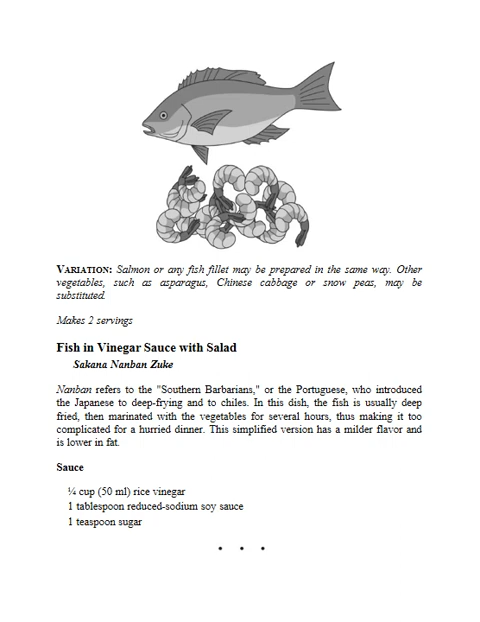 VARIATION: Salmon or any fish fillet may be prepared in the same way. Other
vegetables, such as asparagus, Chinese cabbage or snow peas, may be
substituted.
Makes 2 servings
Fish in Vinegar Sauce with Salad
Sakana Nanban Zuke
Nanban refers to the "Southern Barbarians," or the Portuguese, who introduced
the Japanese to deep-frying and to chiles. In this dish, the fish is usually deep
fried, then marinated with the vegetables for several hours, thus making it too
complicated for a hurried dinner. This simplified version has a milder flavor and
is lower in fat.
Sauce
¼ cup (50 ml) rice vinegar
1 tablespoon reduced-sodium soy sauce
1 teaspoon sugar
• • •